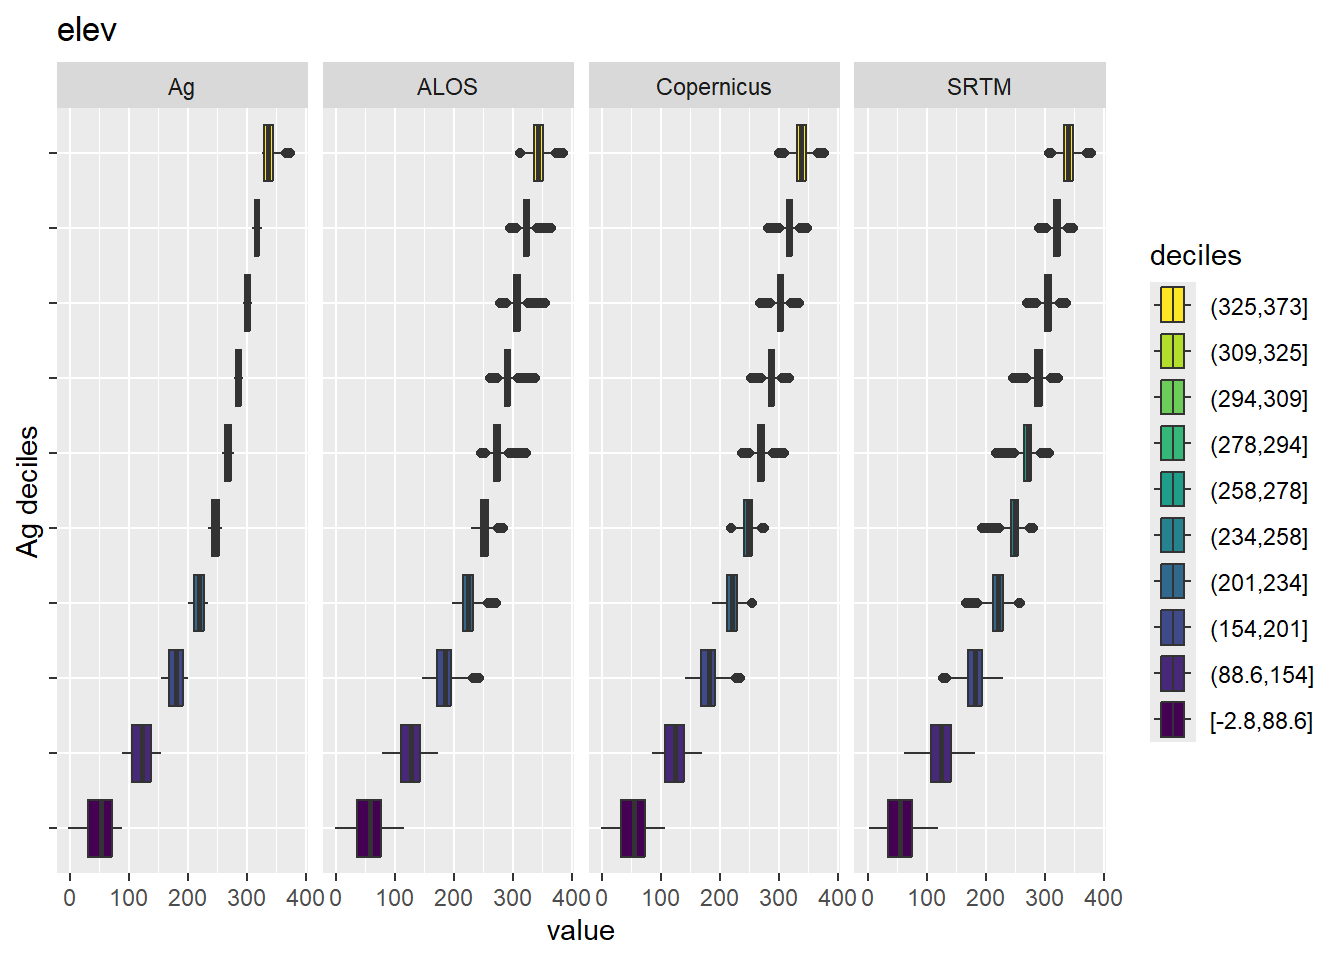 elev
Ag ALOS Copernicus SRTM
Ag deciles
0 100 200 300 400 0 100 200 300 400 0 100 200 300 400 0 100 200 300 400
value
deciles
(325,373]
(309,325]
(294,309]
(278,294]
(258,278]
(234,258]
(201,234]
(154,201]
(88.6,154]
[-2.8,88.6]